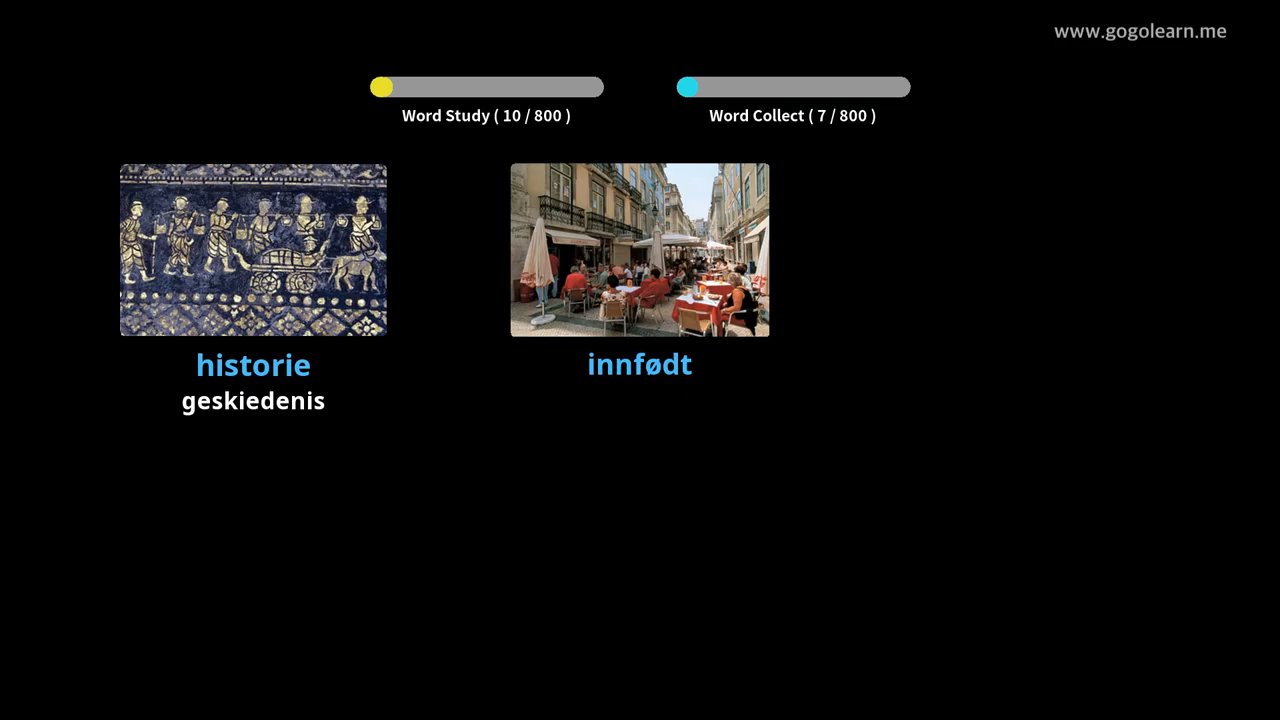 www.gogolearn.me
Word Study ( 10 / 800 )
Word Collect ( 7 / 800 )
historie
geskiedenis
innfødt